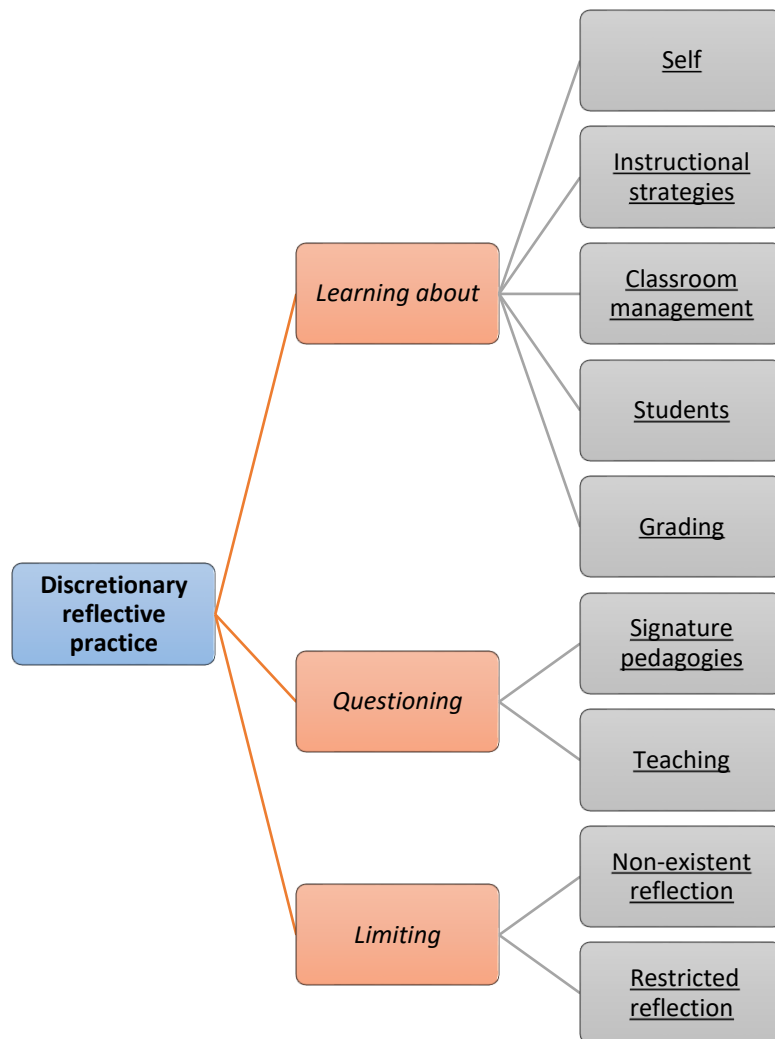 Self
Instructional
strategies
Learning about
Classroom
management
Students
Grading
Discretionary
reflective
practice
Signature
pedagogies
Questioning
Teaching
Non-existent
reflection
Limiting
Restricted
reflection